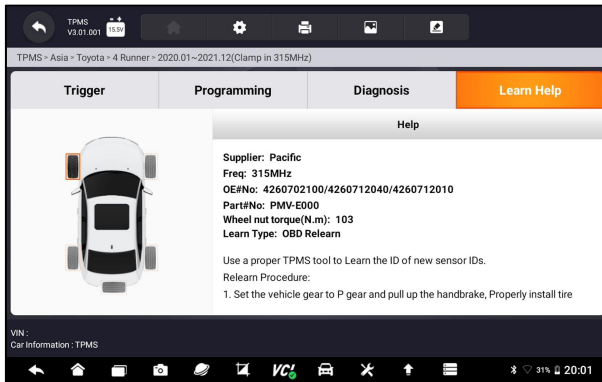 TPMS
V3.01.001
15.5V
TPMS > Asia > Toyota > 4 Runner > 2020.01~2021.12(Clamp in 315MHz)
Trigger
Programming
Diagnosis
Learn Help
Help
Supplier: Pacific
Freq: 315MHz
OE#No: 4260702100/4260712040/4260712010
Part#No: PMV-E000
Wheel nut torque(N.m): 103
Learn Type: OBD Relearn
Use a proper TPMS tool to Learn the ID of new sensor IDs.
Relearn Procedure:
1. Set the vehicle gear to P gear and pull up the handbrake, Properly install tire
VIN :
Car Information : TPMS
VCI
31% 20:01